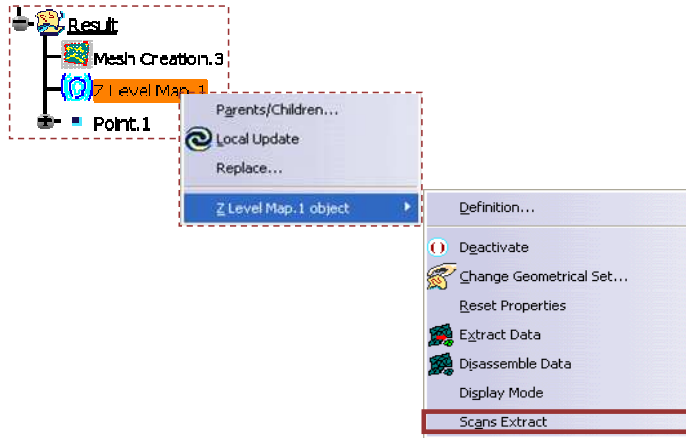 Result
Mesh Creation.3
Z Level Map.1
Point.1
Parents/Children...
Local Update
Replace...
Z Level Map.1 object
Definition...
Deactivate
Change Geometrical Set...
Reset Properties
Extract Data
Disassemble Data
Display Mode
Scans Extract